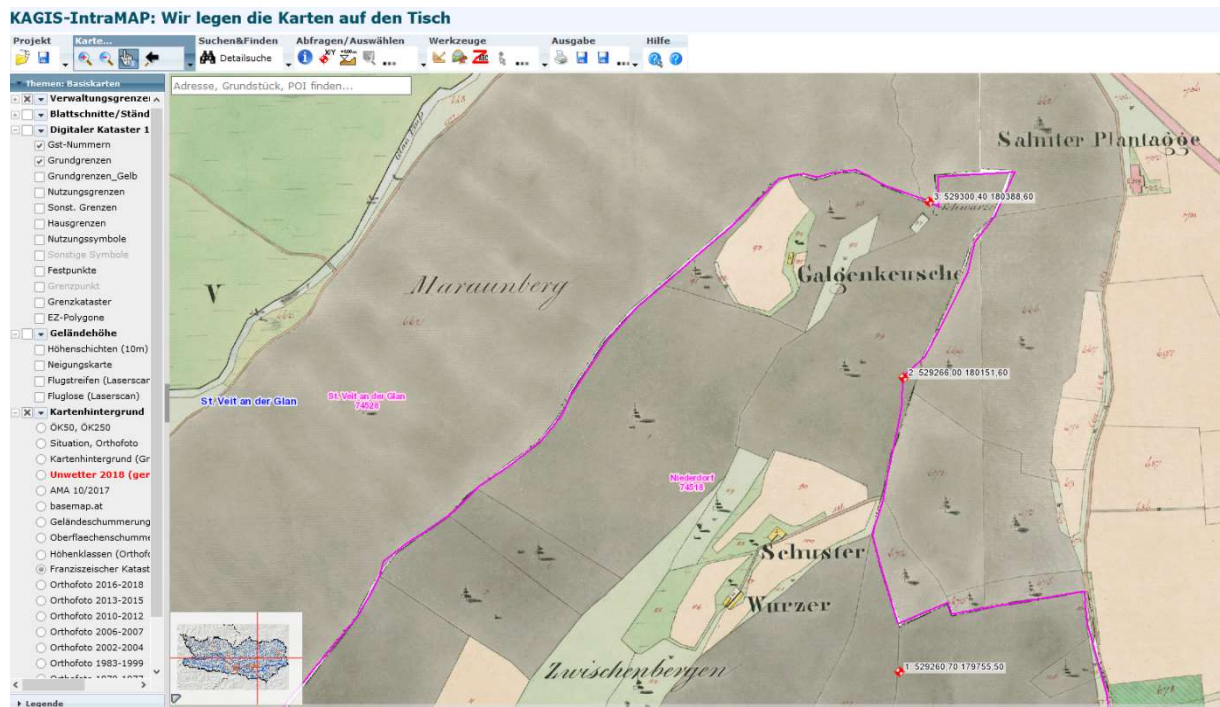 KAGIS-IntraMAP: Wir legen die Karten auf den Tisch
Projekt Karte... Suchen&Finden Abfragen/Auswählen Werkzeuge Ausgabe Hilfe
Detailsuche
Themen: Basiskarten
Adresse, Grundstück, POI finden...
Verwaltungsgrenze
Blattschnitte/Ständ
Digitaler Kataster 1
Gst-Nummern
Grundgrenzen
Grundgrenzen_Gelb
Nutzungsgrenzen
Sonst. Grenzen
Hausgrenzen
Nutzungssymbole
Sonstige Symbole
Festpunkte
Grenzpunkt
Grenzkataster
EZ-Polygone
Geländehöhe
Höhenschichten (10m)
Neigungskarte
Flugstreifen (Laserscar
Fluglose (Laserscan)
Kartenhintergrund
ÖK50, ÖK250
Situation, Orthofoto
Kartenhintergrund (Gr
Unwetter 2018 (ger
AMA 10/2017
basemap.at
Geländeschummerung
Oberflaechenschumme
Höhenklassen (Orthofo
Franziszeischer Katast
Orthofoto 2016-2018
Orthofoto 2013-2015
Orthofoto 2010-2012
Orthofoto 2006-2007
Orthofoto 2002-2004
Orthofoto 1983-1999
Legende
Salniter Plantagge
3 529300,40 180388,60
Galgenkeusche
Maraunberg
V
662
2 529266,00 180151,60
St. Veit an der Glan
St. Veit an der Glan
74528
Niederdorf
74518
Schuster
Wurzer
Zwischenbergen
1 529260,70 179755,50